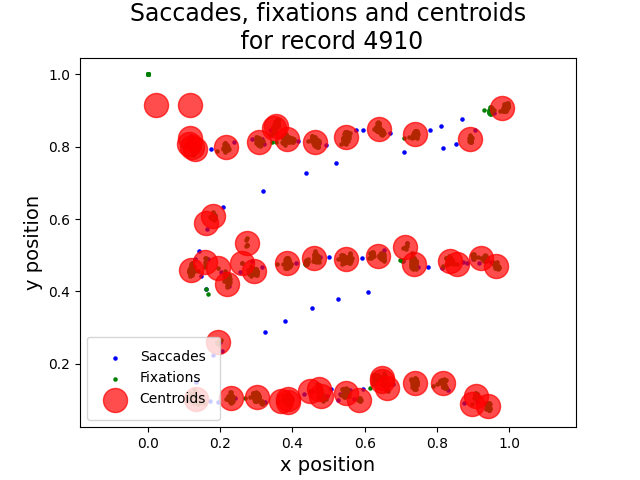 Saccades, fixations and centroids
for record 4910
1.0
0.8
0.6
0.4
0.2
y position
Saccades
Fixations
Centroids
0.0 0.2 0.4 0.6 0.8 1.0
x position